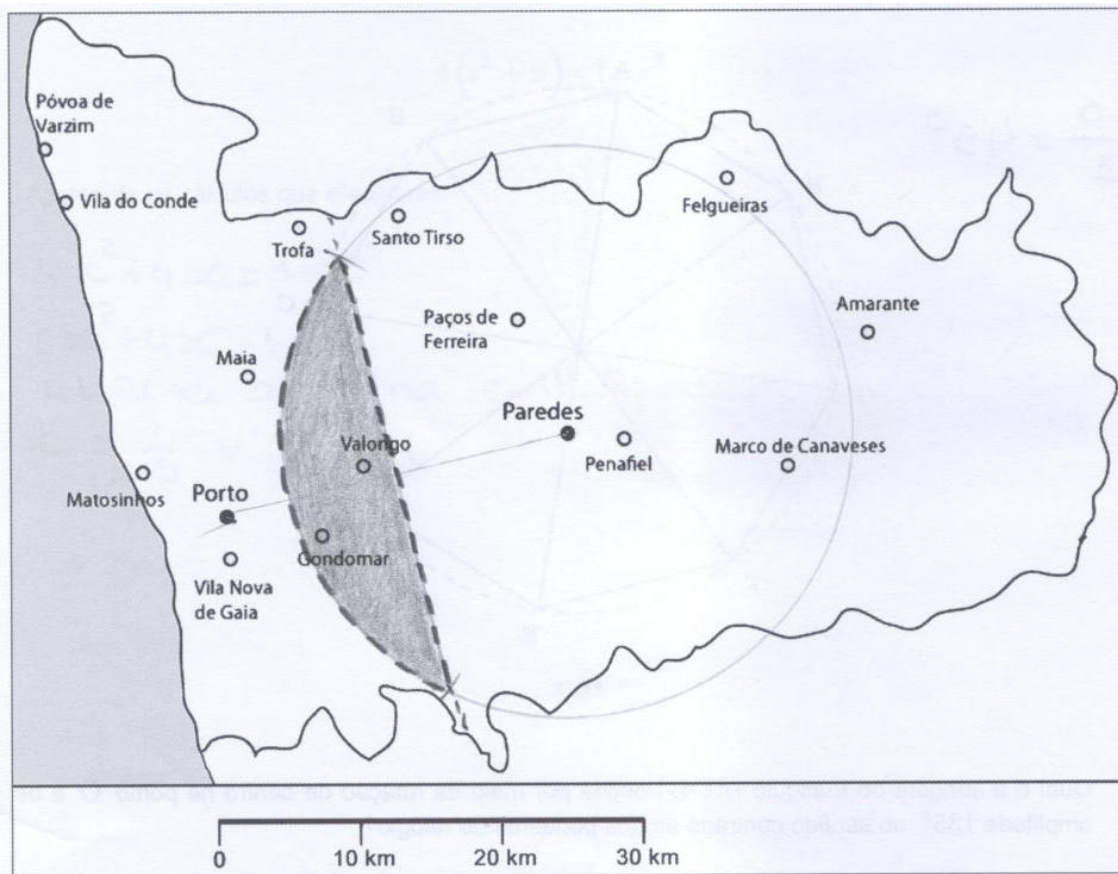 Póvoa de
Varzim
Vila do Conde
Trofa
Santo Tirso
Felgueiras
Paços de
Ferreira
Amarante
Maia
Paredes
Valongo
Penafiel
Marco de Canaveses
Matosinhos
Porto
Gondomar
Vila Nova
de Gaia
0
10 km
20 km
30 km